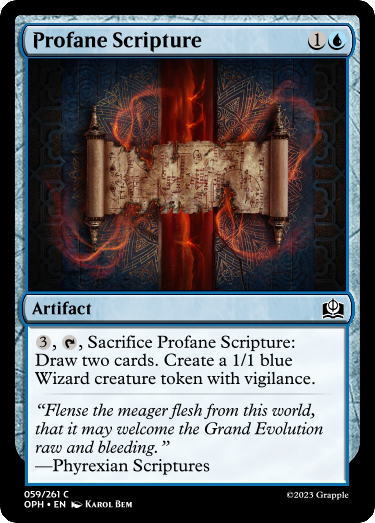 Profane Scripture 1
Artifact
3, , Sacrifice Profane Scripture:
Draw two cards. Create a 1/1 blue
Wizard creature token with vigilance.
“Flense the meager flesh from this world,
that it may welcome the Grand Evolution
raw and bleeding.”
—Phyrexian Scriptures
059/261 C
OPH • EN Karol Bem
©2023 Grapple